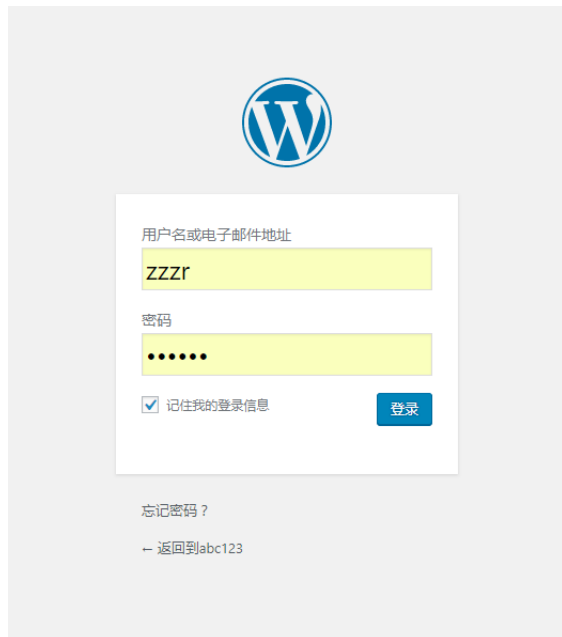 用户名或电子邮件地址
zzzr
密码
••••••
记住我的登录信息
登录
忘记密码？
← 返回到abc123